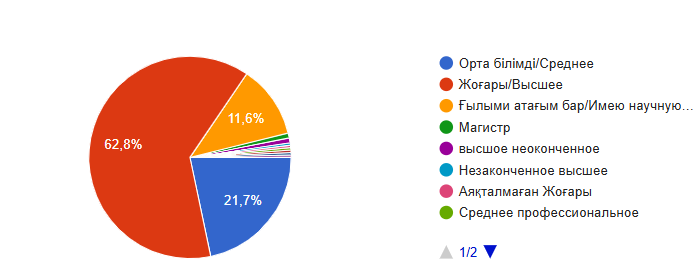 62,8%
11,6%
21,7%
Орта білімді/Среднее
Жоғары/Высшее
Ғылыми атағым бар/Имею научную…
Магистр
высшое неоконченное
Незаконченное высшее
Аяқталмаған Жоғары
Среднее профессиональное
1/2